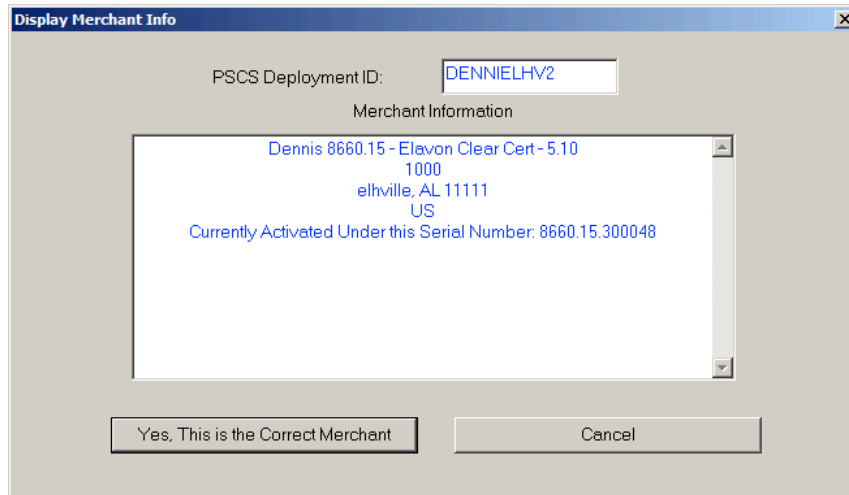 Display Merchant Info
PSCS Deployment ID: DENNIELHV2
Merchant Information
Dennis 8660.15 - Elavon Clear Cert - 5.10
1000
elhville, AL 11111
US
Currently Activated Under this Serial Number: 8660.15.300048
Yes, This is the Correct Merchant Cancel